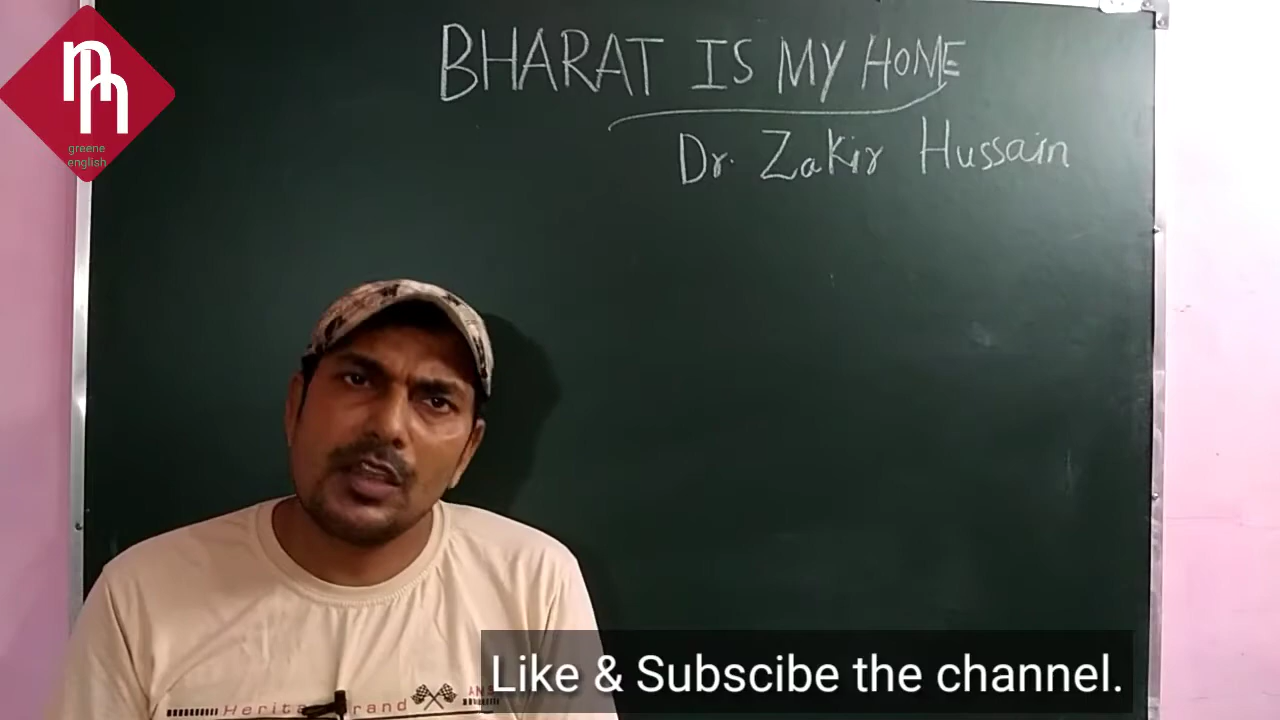 BHARAT IS MY HOME
Dr. Zakir Hussain
greene
english
Like & Subscibe the channel.